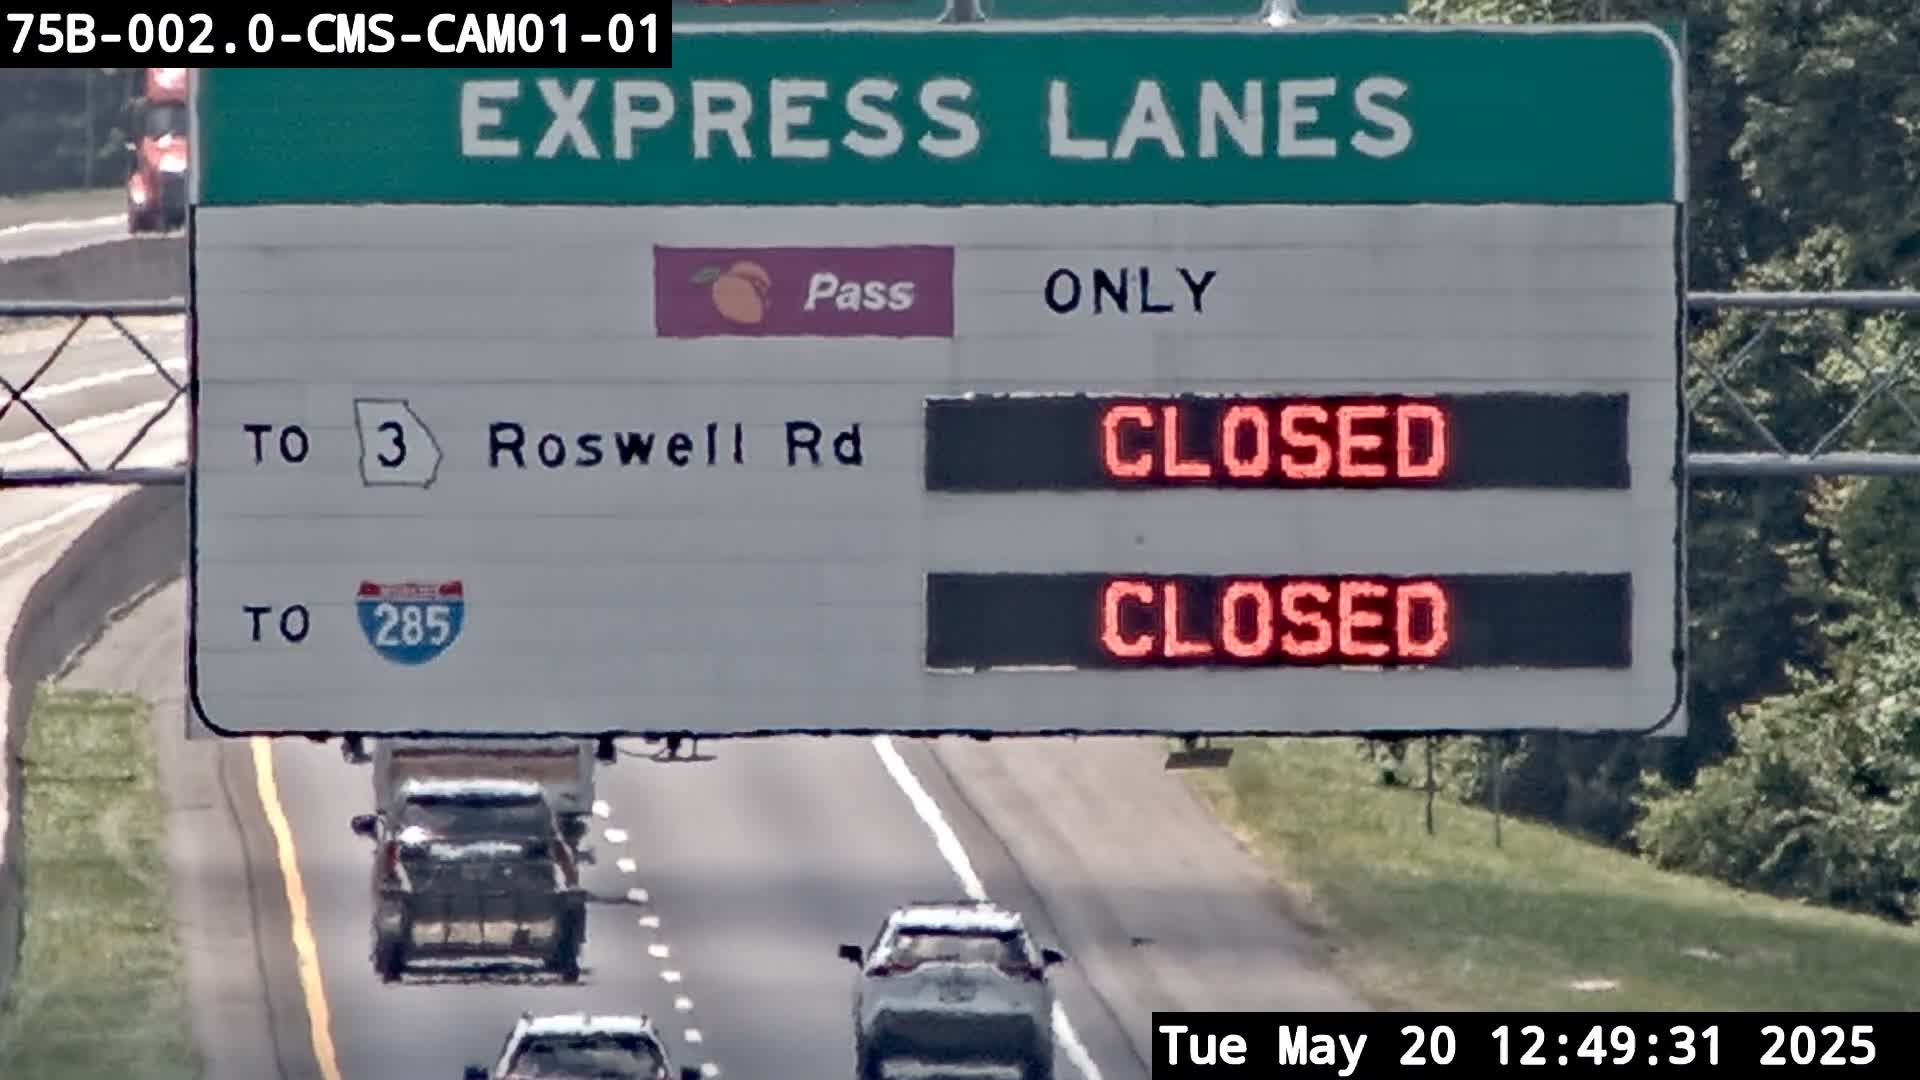 75B-002.0-CMS-CAM01-01
EXPRESS LANES
Pass ONLY
TO 3 Roswell Rd CLOSED
TO 285 CLOSED
Tue May 20 12:49:31 2025